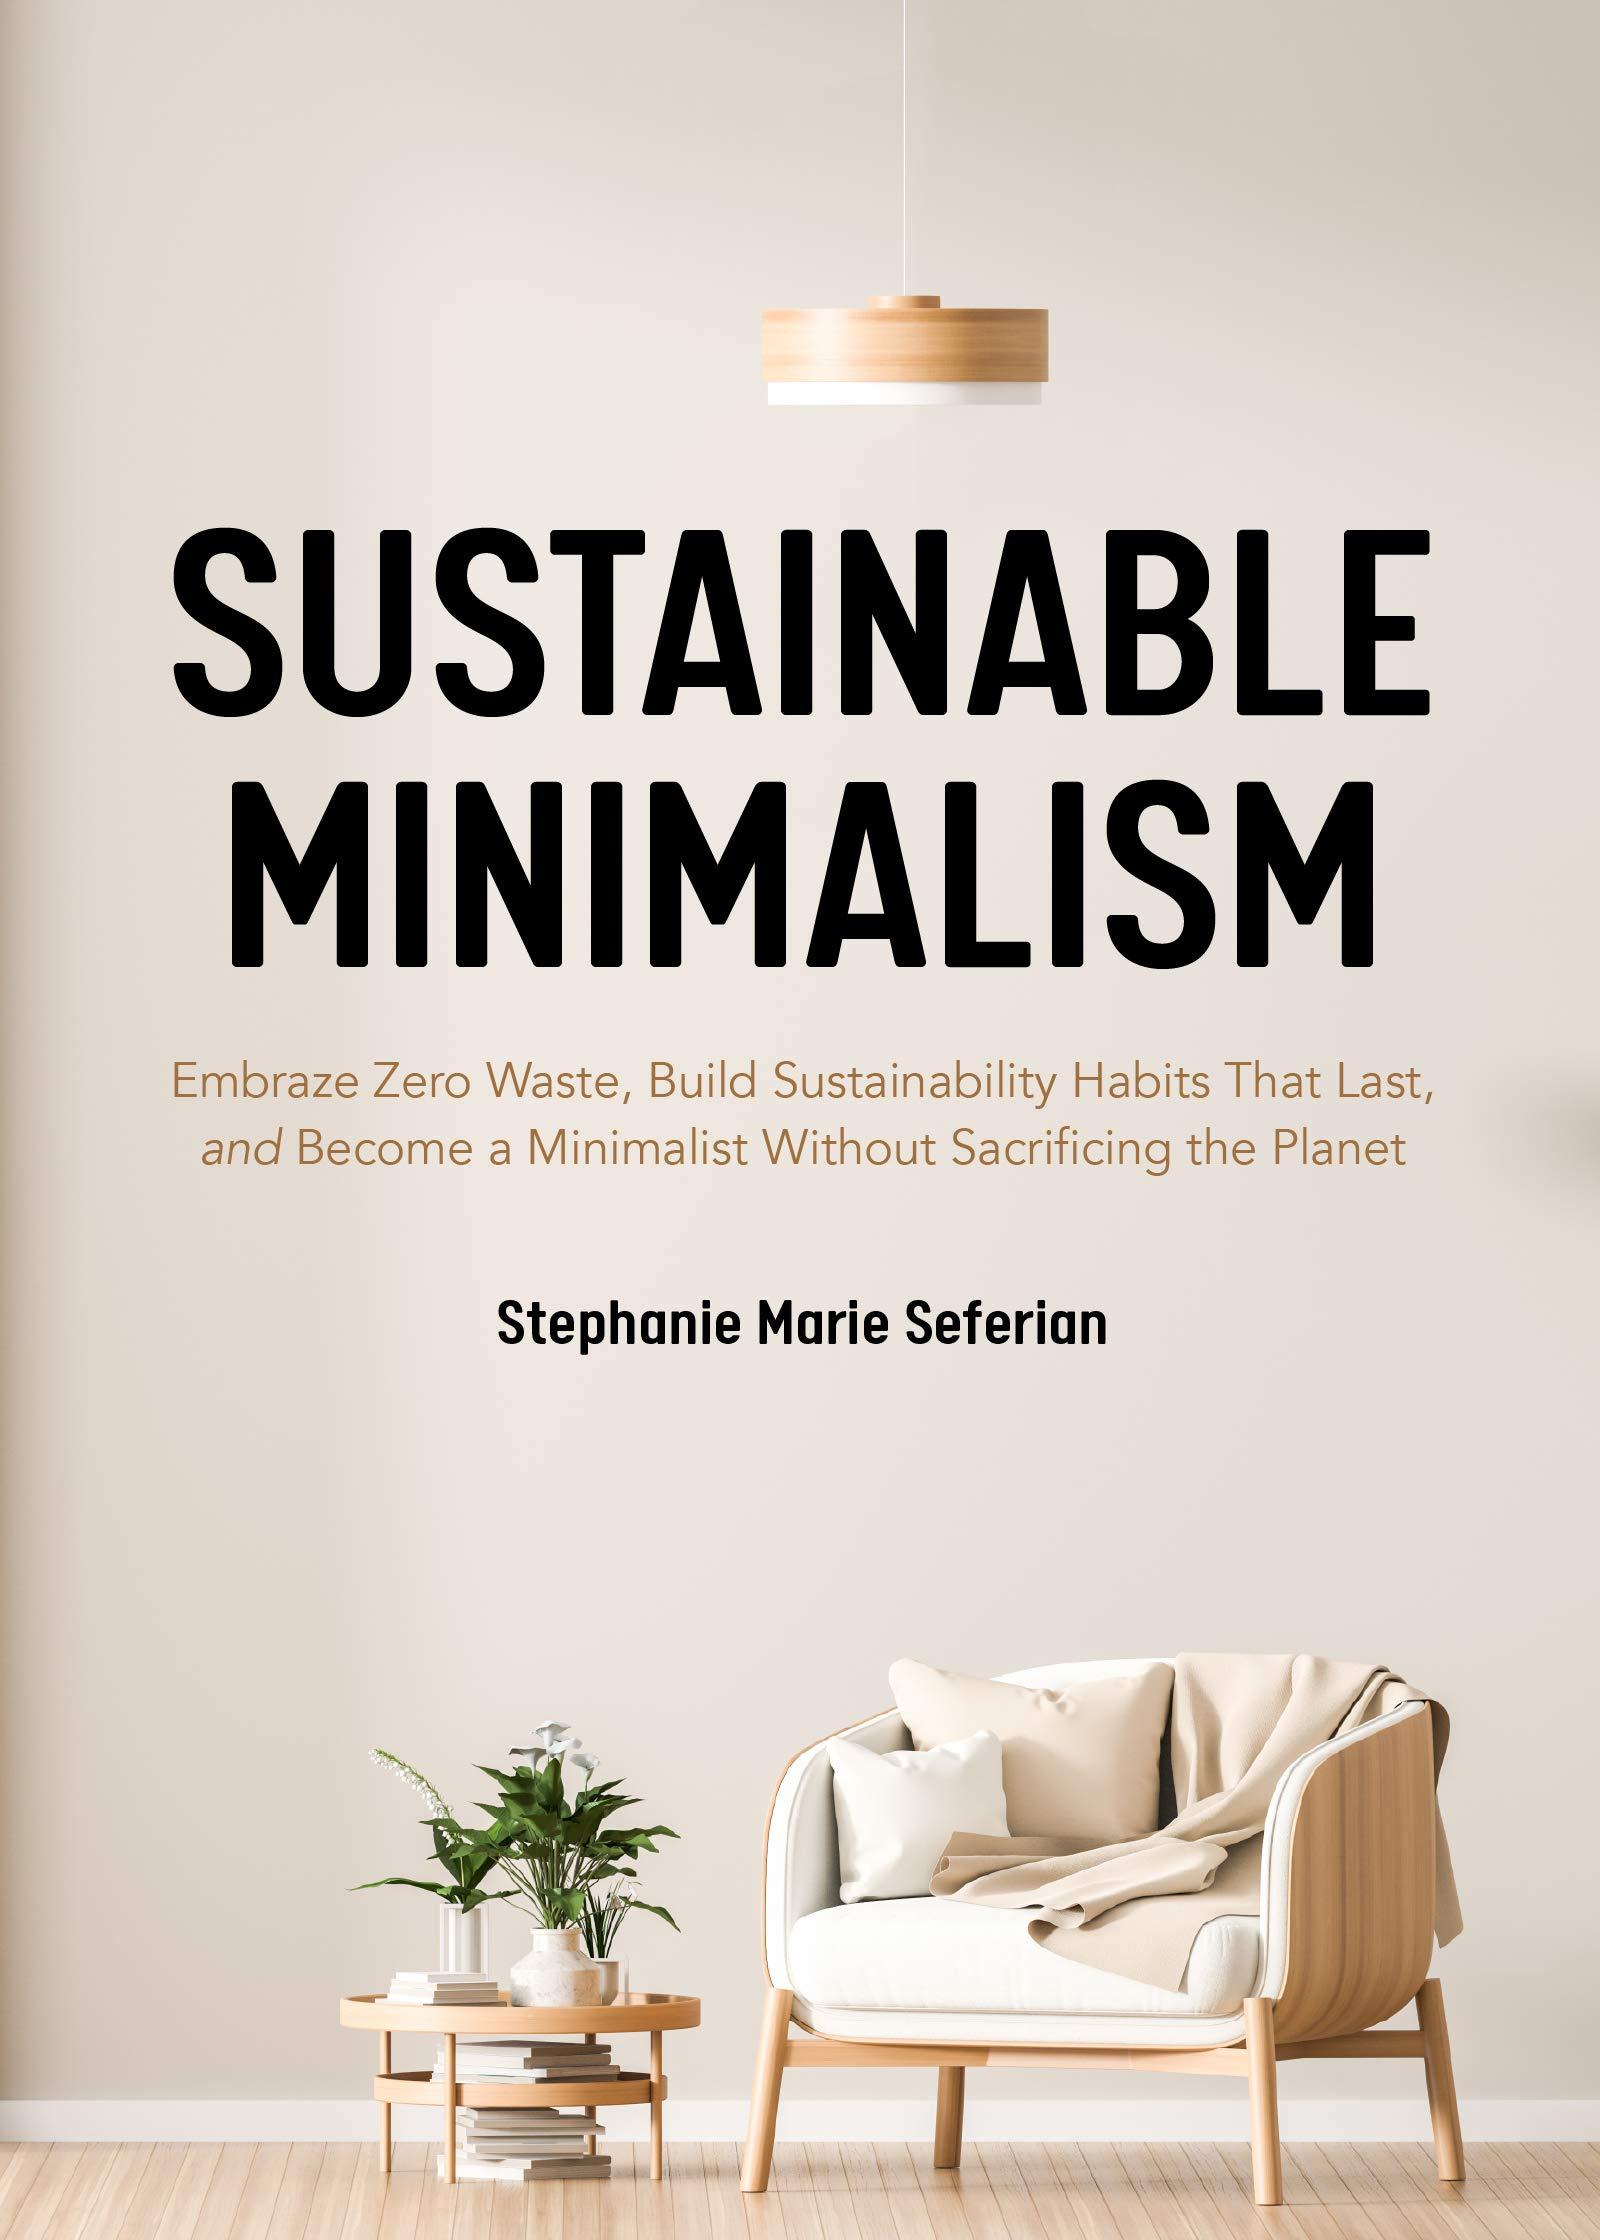 SUSTAINABLE
MINIMALISM
Embraze Zero Waste, Build Sustainability Habits That Last,
and Become a Minimalist Without Sacrificing the Planet
Stephanie Marie Seferian